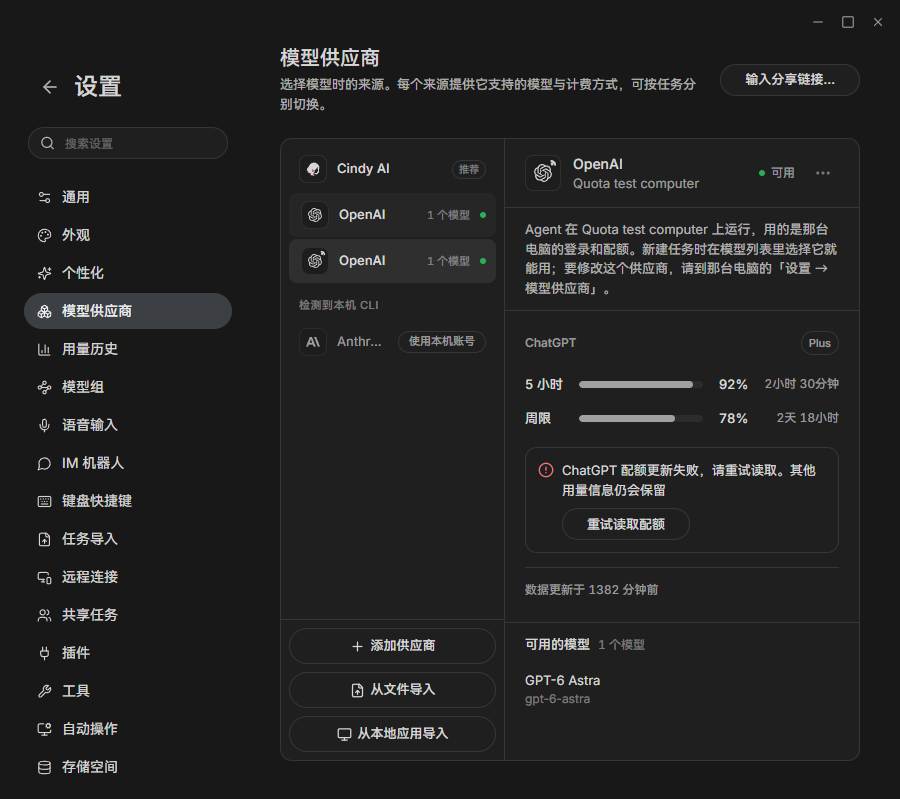 设置
搜索设置
通用
外观
个性化
模型供应商
用量历史
模型组
语音输入
IM 机器人
键盘快捷键
任务导入
远程连接
共享任务
插件
工具
自动操作
存储空间
模型供应商
选择模型时的来源。每个来源提供它支持的模型与计费方式，可按任务分
别切换。
输入分享链接...
Cindy AI
推荐
OpenAI
1 个模型
OpenAI
1 个模型
检测到本机 CLI
Anthr...
使用本机账号
添加供应商
从文件导入
从本地应用导入
OpenAI
Quota test computer
可用
Agent 在 Quota test computer 上运行，用的是那台
电脑的登录和配额。新建任务时在模型列表里选择它就
能用；要修改这个供应商，请到那台电脑的「设置 →
模型供应商」。
ChatGPT
Plus
5 小时
92%
2小时 30分钟
周限
78%
2天 18小时
ChatGPT 配额更新失败，请重试读取。其他
用量信息仍会保留
重试读取配额
数据更新于 1382 分钟前
可用的模型 1 个模型
GPT-6 Astra
gpt-6-astra